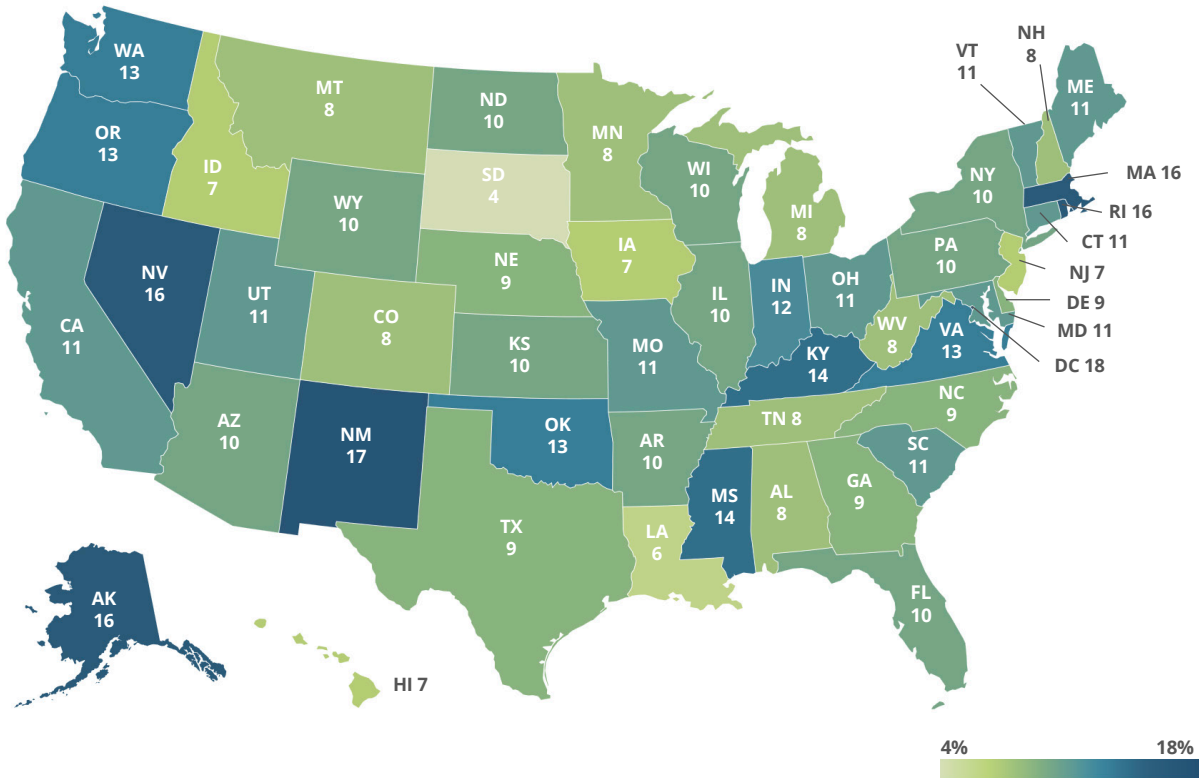 WA
13
OR
13
CA
11
NV
16
ID
7
MT
8
WY
10
UT
11
CO
8
AZ
10
NM
17
ND
10
SD
4
NE
9
KS
10
OK
13
TX
9
MN
8
IA
7
MO
11
AR
10
LA
6
WI
10
IL
10
MI
8
IN
12
OH
11
KY
14
TN 8
MS
14
AL
8
GA
9
FL
10
SC
11
NC
9
VA
13
WV
8
PA
10
NY
10
VT
11
NH
8
ME
11
MA 16
RI 16
CT 11
NJ 7
DE 9
MD 11
DC 18
AK
16
HI 7
4%
18%